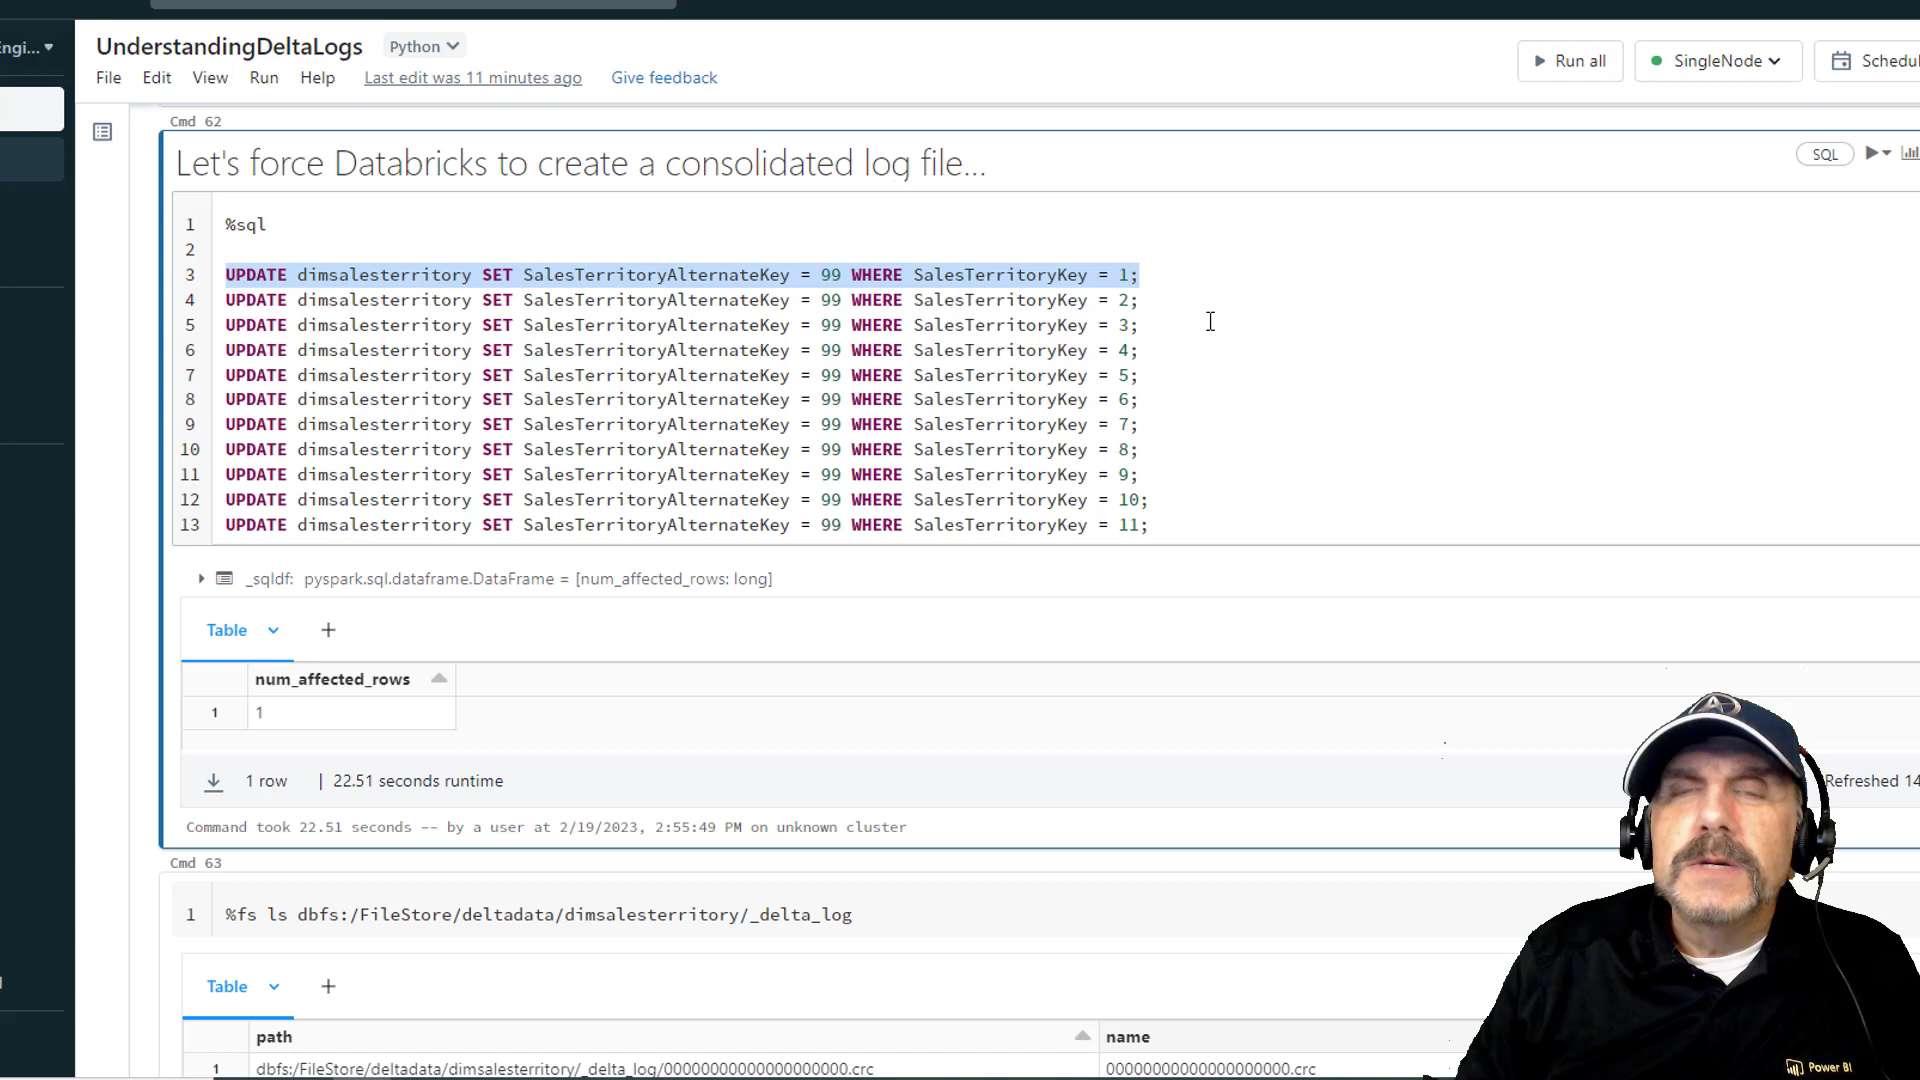 Engi...
UnderstandingDeltaLogs
Python
File Edit View Run Help Last edit was 11 minutes ago Give feedback
Run all
SingleNode
Schedul
Cmd 62
Let's force Databricks to create a consolidated log file...
SQL
1 %sql
2
3 UPDATE dimsalesterritory SET SalesTerritoryAlternateKey = 99 WHERE SalesTerritoryKey = 1;
4 UPDATE dimsalesterritory SET SalesTerritoryAlternateKey = 99 WHERE SalesTerritoryKey = 2;
5 UPDATE dimsalesterritory SET SalesTerritoryAlternateKey = 99 WHERE SalesTerritoryKey = 3;
6 UPDATE dimsalesterritory SET SalesTerritoryAlternateKey = 99 WHERE SalesTerritoryKey = 4;
7 UPDATE dimsalesterritory SET SalesTerritoryAlternateKey = 99 WHERE SalesTerritoryKey = 5;
8 UPDATE dimsalesterritory SET SalesTerritoryAlternateKey = 99 WHERE SalesTerritoryKey = 6;
9 UPDATE dimsalesterritory SET SalesTerritoryAlternateKey = 99 WHERE SalesTerritoryKey = 7;
10 UPDATE dimsalesterritory SET SalesTerritoryAlternateKey = 99 WHERE SalesTerritoryKey = 8;
11 UPDATE dimsalesterritory SET SalesTerritoryAlternateKey = 99 WHERE SalesTerritoryKey = 9;
12 UPDATE dimsalesterritory SET SalesTerritoryAlternateKey = 99 WHERE SalesTerritoryKey = 10;
13 UPDATE dimsalesterritory SET SalesTerritoryAlternateKey = 99 WHERE SalesTerritoryKey = 11;
_sqldf: pyspark.sql.dataframe.DataFrame = [num_affected_rows: long]
Table +
num_affected_rows
1 1
1 row | 22.51 seconds runtime
Refreshed 14
Command took 22.51 seconds -- by a user at 2/19/2023, 2:55:49 PM on unknown cluster
Cmd 63
1 %fs ls dbfs:/FileStore/deltadata/dimsalesterritory/_delta_log
Table +
path name
1 dbfs:/FileStore/deltadata/dimsalesterritory/_delta_log/00000000000000000000.crc 00000000000000000000.crc
Power BI